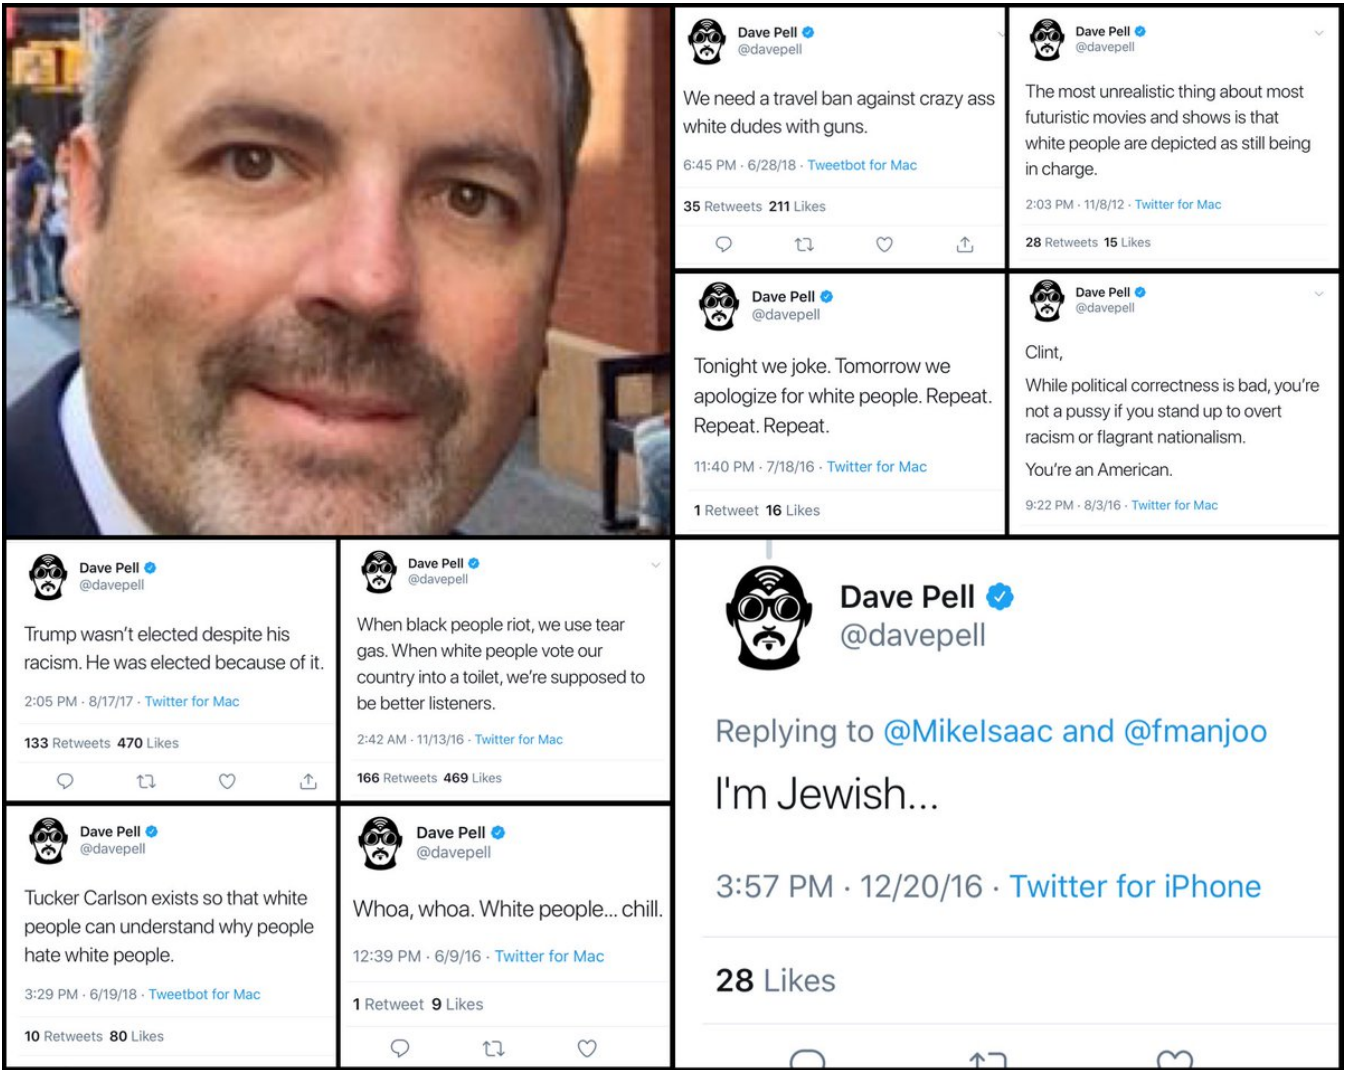 Dave Pell
@davepell
We need a travel ban against crazy ass
white dudes with guns.
6:45 PM · 6/28/18 · Tweetbot for Mac
35 Retweets 211 Likes
Dave Pell
@davepell
The most unrealistic thing about most
futuristic movies and shows is that
white people are depicted as still being
in charge.
2:03 PM · 11/8/12 · Twitter for Mac
28 Retweets 15 Likes
Dave Pell
@davepell
Tonight we joke. Tomorrow we
apologize for white people. Repeat.
Repeat. Repeat.
11:40 PM · 7/18/16 · Twitter for Mac
1 Retweet 16 Likes
Dave Pell
@davepell
Clint,
While political correctness is bad, you're
not a pussy if you stand up to overt
racism or flagrant nationalism.
You're an American.
9:22 PM · 8/3/16 · Twitter for Mac
Dave Pell
@davepell
Trump wasn't elected despite his
racism. He was elected because of it.
2:05 PM · 8/17/17 · Twitter for Mac
133 Retweets 470 Likes
Dave Pell
@davepell
When black people riot, we use tear
gas. When white people vote our
country into a toilet, we're supposed to
be better listeners.
2:42 AM · 11/13/16 · Twitter for Mac
166 Retweets 469 Likes
Dave Pell
@davepell
Tucker Carlson exists so that white
people can understand why people
hate white people.
3:29 PM · 6/19/18 · Tweetbot for Mac
10 Retweets 80 Likes
Dave Pell
@davepell
Whoa, whoa. White people... chill.
12:39 PM · 6/9/16 · Twitter for Mac
1 Retweet 9 Likes
Dave Pell
@davepell
Replying to @MikeIsaac and @fmanjoo
I'm Jewish...
3:57 PM · 12/20/16 · Twitter for iPhone
28 Likes